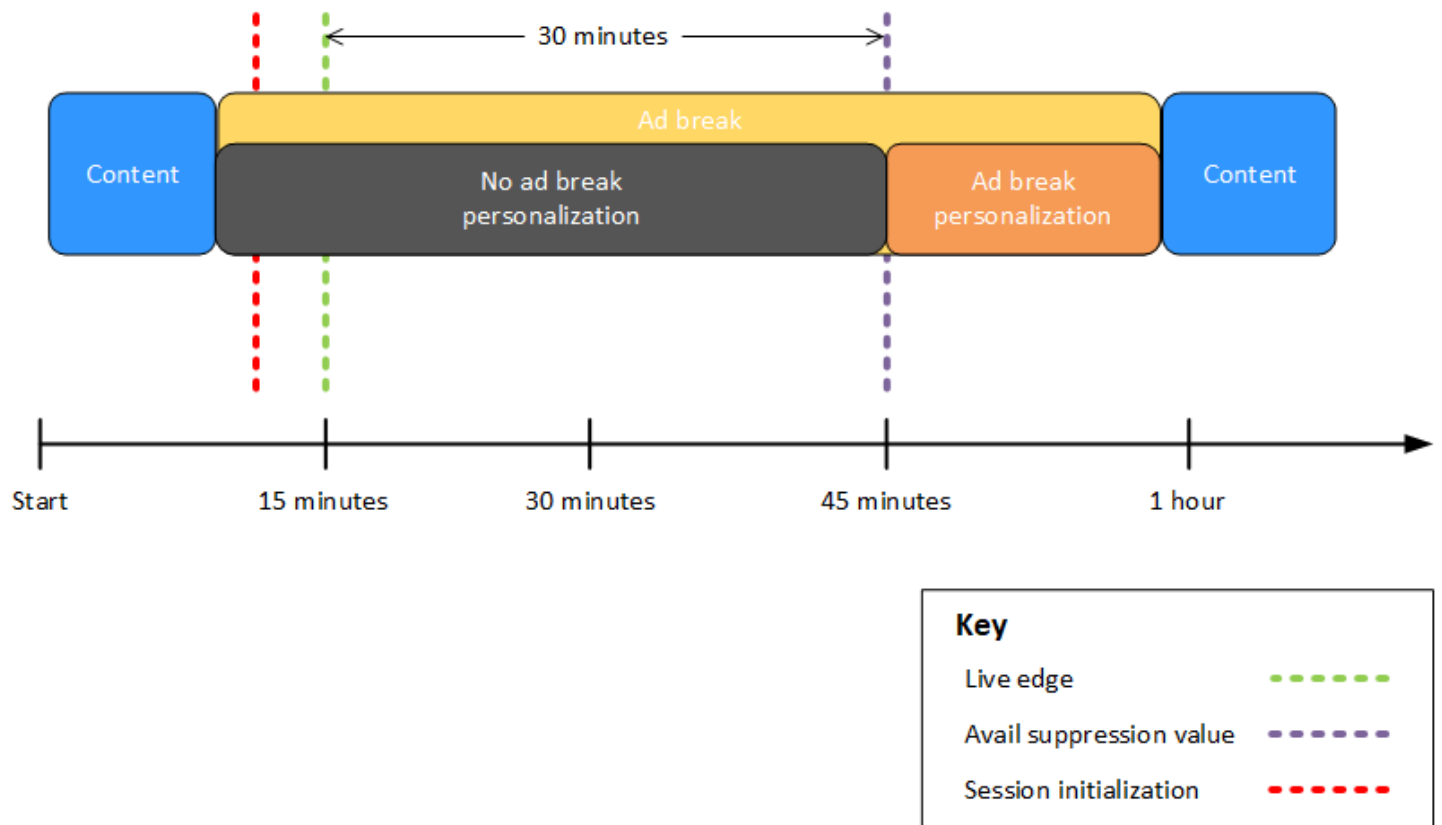 30 minutes
Ad break
Content
No ad break
personalization
Ad break
personalization
Content
Start
15 minutes
30 minutes
45 minutes
1 hour
Key
Live edge
Avail suppression value
Session initialization